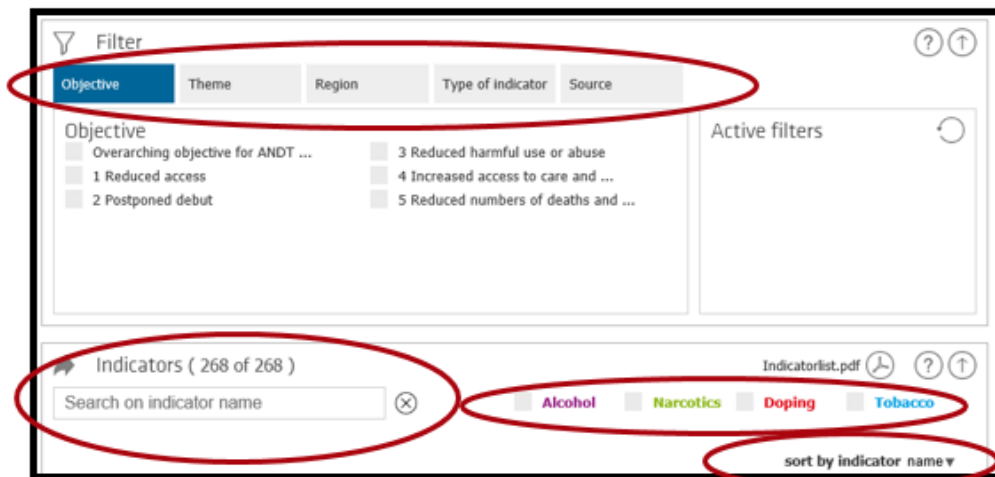 Filter
Objective Theme Region Type of indicator Source
Objective
Overarching objective for ANDT ...
1 Reduced access
2 Postponed debut
3 Reduced harmful use or abuse
4 Increased access to care and ...
5 Reduced numbers of deaths and ...
Active filters
Indicators ( 268 of 268 )
Indicatorlist.pdf
Search on indicator name
Alcohol Narcotics Doping Tobacco
sort by indicator name